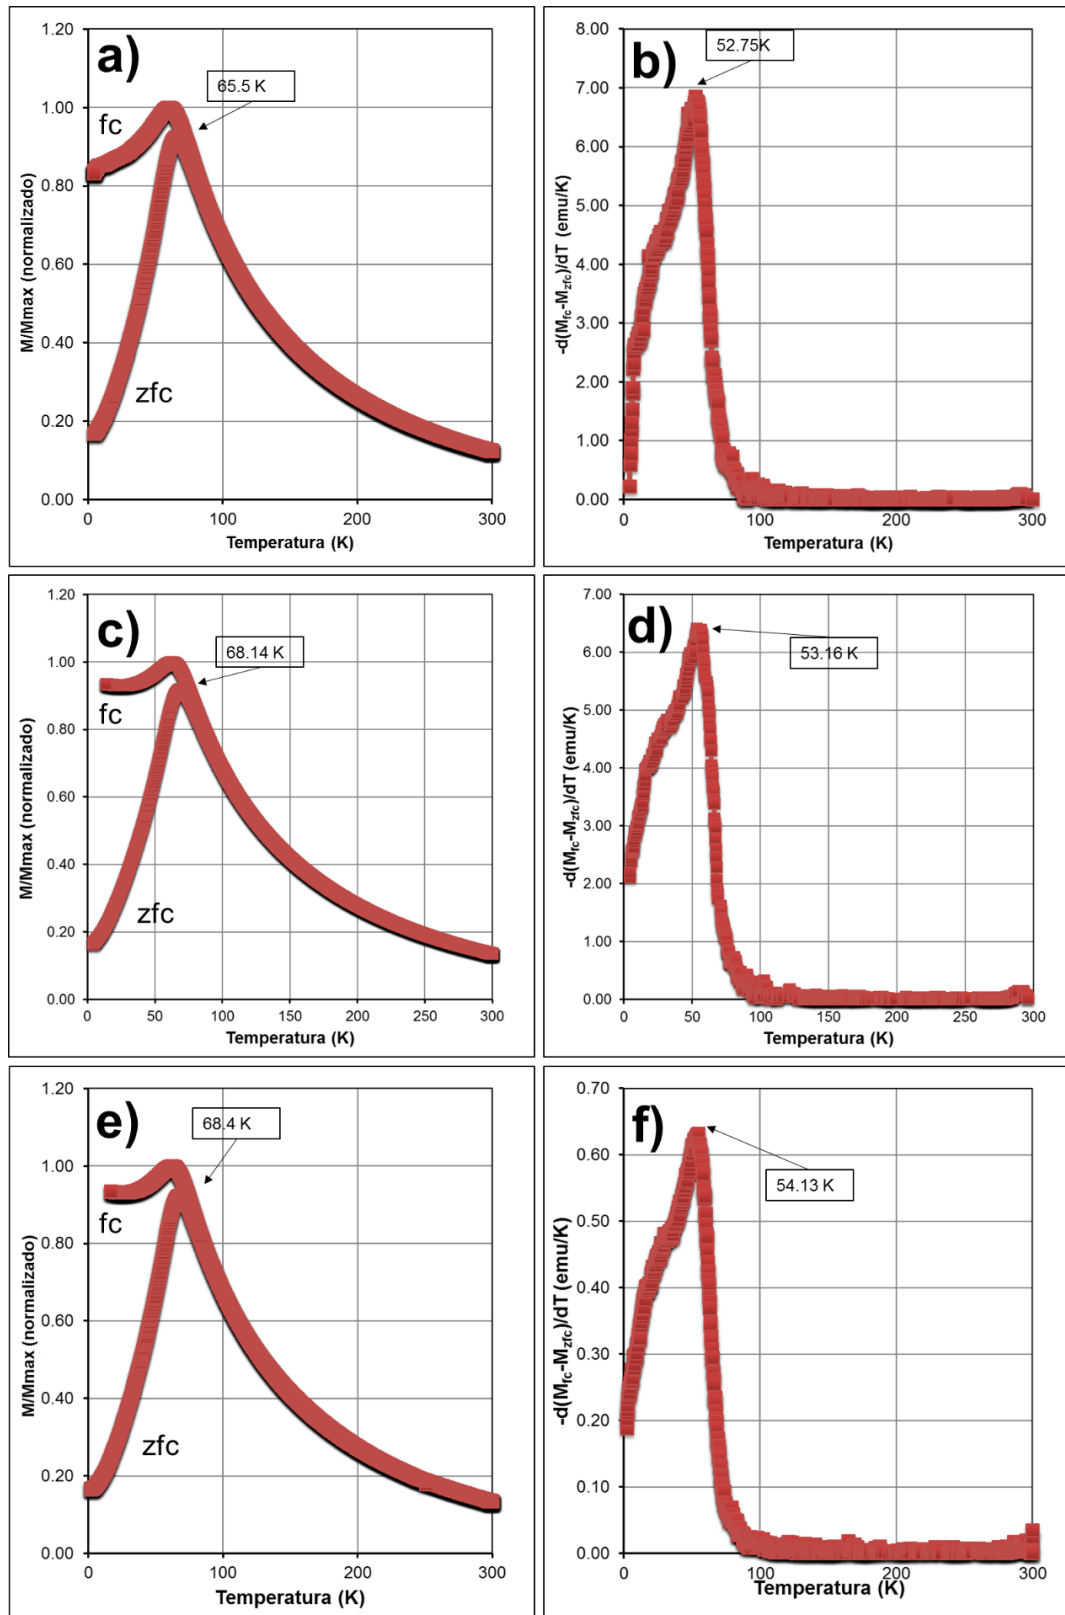 a)
65.5 K
fc
zfc
M/Mmax (normalizado)
1.20
1.00
0.80
0.60
0.40
0.20
0.00
0
100
200
300
Temperatura (K)
b)
52.75K
-d(Mfc-Mzfc)/dT (emu/K)
8.00
7.00
6.00
5.00
4.00
3.00
2.00
1.00
0.00
0
100
200
300
Temperatura (K)
c)
68.14 K
fc
zfc
M/Mmax (normalizado)
1.20
1.00
0.80
0.60
0.40
0.20
0.00
0
50
100
150
200
250
300
Temperatura (K)
d)
53.16 K
-d(Mfc-Mzfc)/dT (emu/K)
7.00
6.00
5.00
4.00
3.00
2.00
1.00
0.00
0
50
100
150
200
250
300
Temperatura (K)
e)
68.4 K
fc
zfc
M/Mmax (normalizado)
1.20
1.00
0.80
0.60
0.40
0.20
0.00
0
100
200
300
Temperatura (K)
f)
54.13 K
-d(Mfc-Mzfc)/dT (emu/K)
0.70
0.60
0.50
0.40
0.30
0.20
0.10
0.00
0
100
200
300
Temperatura (K)